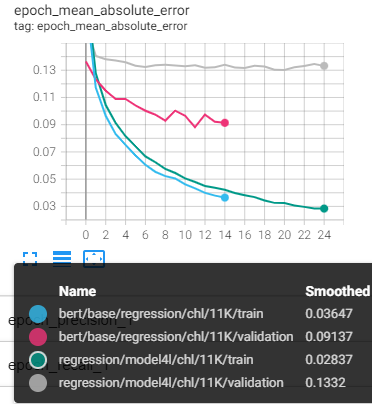 epoch_mean_absolute_error
tag: epoch_mean_absolute_error
0.13
0.11
0.09
0.07
0.05
0.03
0 2 4 6 8 10 12 14 16 18 20 22 24
Name Smoothed
bert/base/regression/chl/11K/train 0.03647
epoch_precision_1
bert/base/regression/chl/11K/validation 0.09137
regression/model4l/chl/11K/train 0.02837
epoch_recall_1
regression/model4l/chl/11K/validation 0.1332